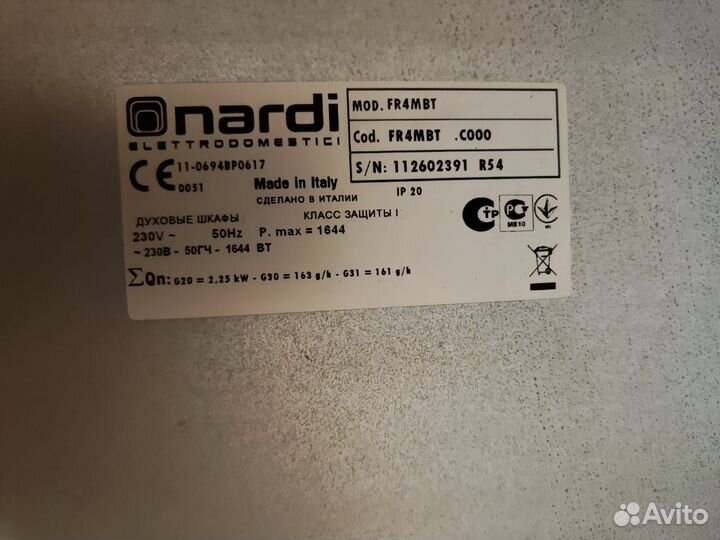 nardi
ELETTRODOMESTICI
MOD. FR4MBT
Cod. FR4MBT .C000
S/N: 112602391 R54
CE 11-0694BP0617
0051
Made in Italy
СДЕЛАНО В ИТАЛИИ
IP 20
ДУХОВЫЕ ШКАФЫ
КЛАСС ЗАЩИТЫ I
230V ~ 50Hz P. max = 1644
~ 230В - 50ГЧ - 1644 ВТ
ΣQn: G20 = 2,25 kW - G30 = 163 g/h - G31 = 161 g/h
ME10
Avito